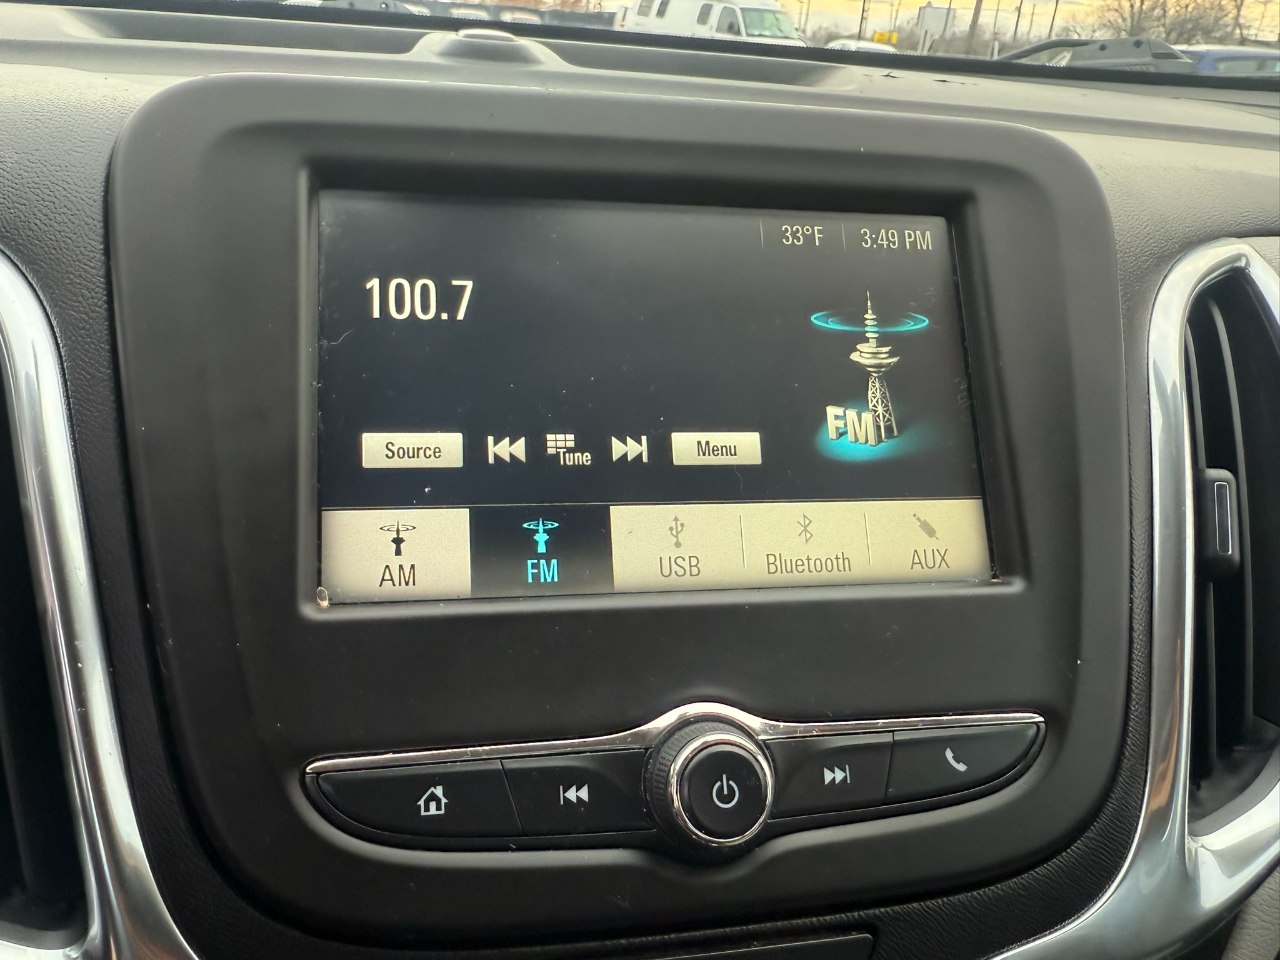 33°F 3:49 PM
100.7
FM
Source Tune Menu
AM FM USB Bluetooth AUX